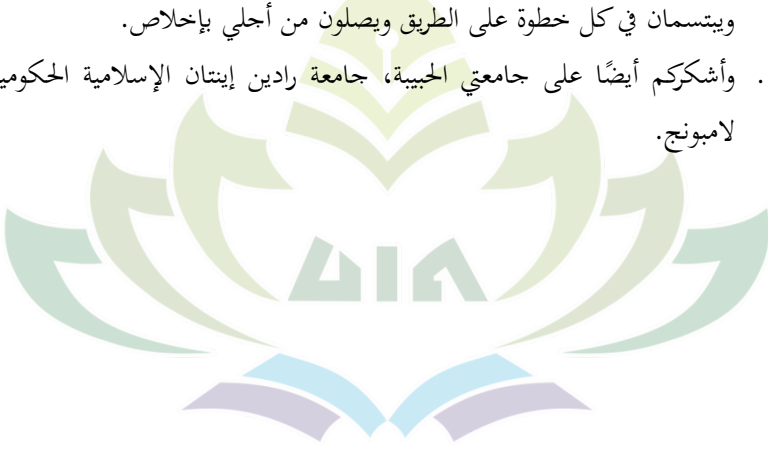 ويبتسمان في كل خطوة على الطريق ويصلون من أجلي بإخلاص.
. وأشكركم أيضًا على جامعتي الحبيبة، جامعة رادين إينتان الإسلامية
لامبونج.
UIN